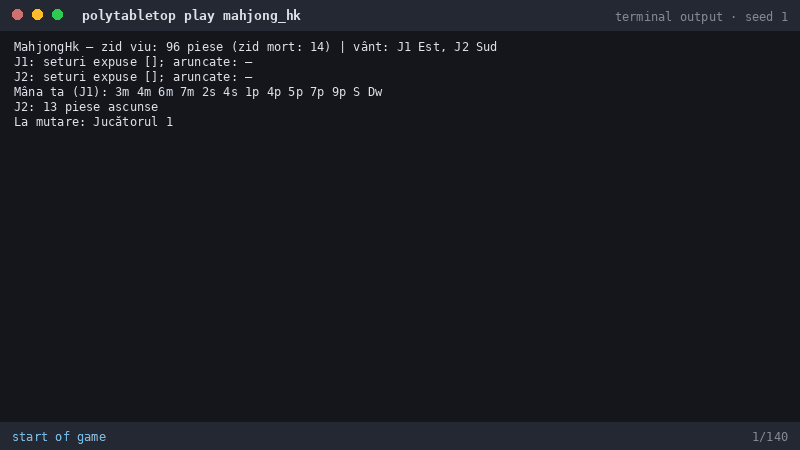 polytabletop play mahjong_hk
terminal output · seed 1
MahjongHk — zid viu: 96 piese (zid mort: 14) | vânt: J1 Est, J2 Sud
J1: seturi expuse []; aruncate: —
J2: seturi expuse []; aruncate: —
Mâna ta (J1): 3m 4m 6m 7m 2s 4s 1p 4p 5p 7p 9p S Dw
J2: 13 piese ascunse
La mutare: Jucătorul 1
start of game
1/140